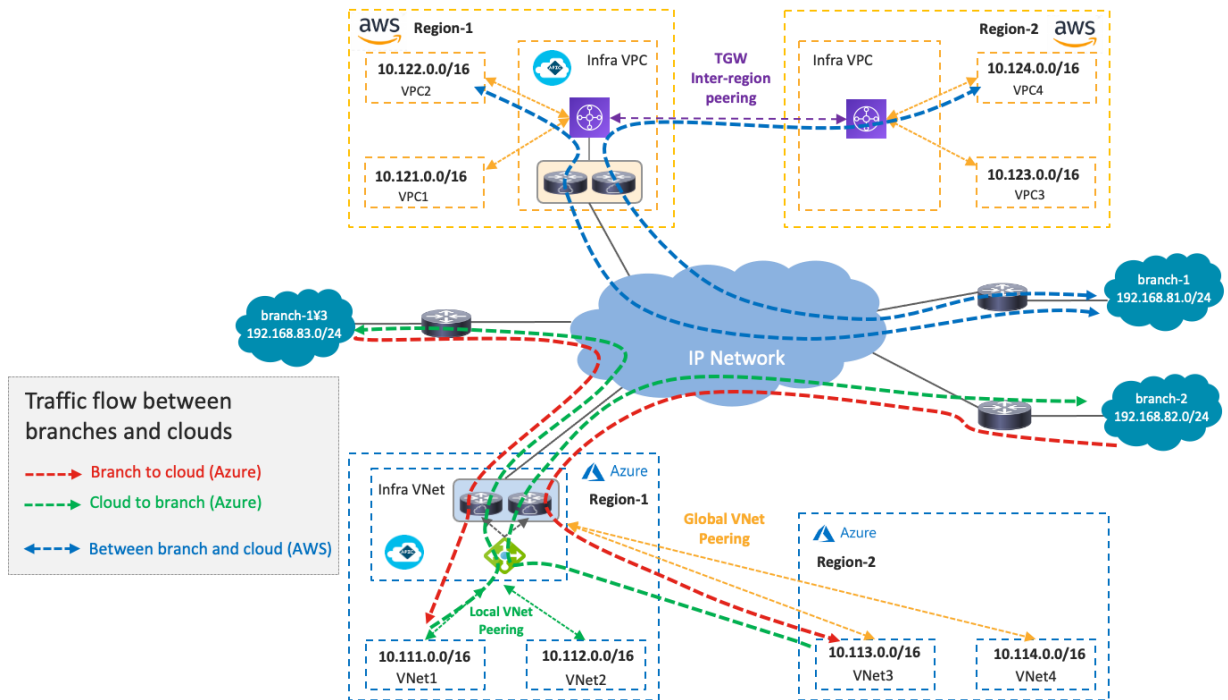 aws
Region-1
Region-2
aws
10.122.0.0/16
VPC2
Infra VPC
TGW
Inter-region
peering
Infra VPC
10.124.0.0/16
VPC4
10.121.0.0/16
VPC1
10.123.0.0/16
VPC3
branch-1¥3
192.168.83.0/24
IP Network
branch-1
192.168.81.0/24
branch-2
192.168.82.0/24
Traffic flow between
branches and clouds
Branch to cloud (Azure)
Cloud to branch (Azure)
Between branch and cloud (AWS)
Infra VNet
Azure
Region-1
Global VNet
Peering
Azure
Region-2
Local VNet
Peering
10.111.0.0/16
VNet1
10.112.0.0/16
VNet2
10.113.0.0/16
VNet3
10.114.0.0/16
VNet4